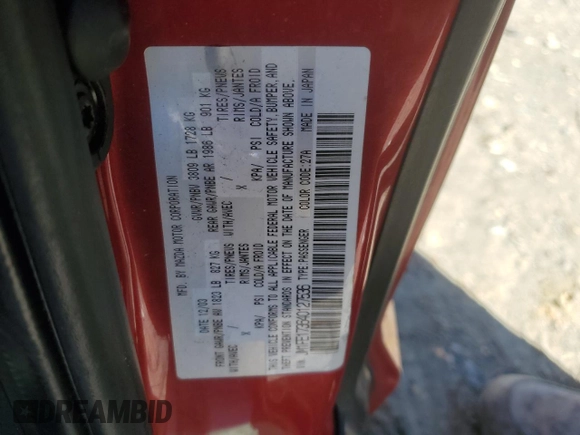 MFD. BY MAZDA MOTOR CORPORATION
DATE 12/03 GVWR/PNBV 3809 LB 1728 KG
FRONT GAWR/PNBE AU 1823 LB 827 KG REAR GAWR/PNBE AR 1986 LB 901 KG
WITH/AVEC TIRES/PNEUS WITH/AVEC TIRES/PNEUS
X RIMS/JANTES X RIMS/JANTES
KPA/ PSI COLD/A FROID KPA/ PSI COLD/A FROID
THIS VEHICLE CONFORMS TO ALL APPLICABLE FEDERAL MOTOR VEHICLE SAFETY, BUMPER, AND
THEFT PREVENTION STANDARDS IN EFFECT ON THE DATE OF MANUFACTURE SHOWN ABOVE.
VIN: TYPE: PASSENGER COLOR CODE: 27A MADE IN JAPAN
DREAMBID